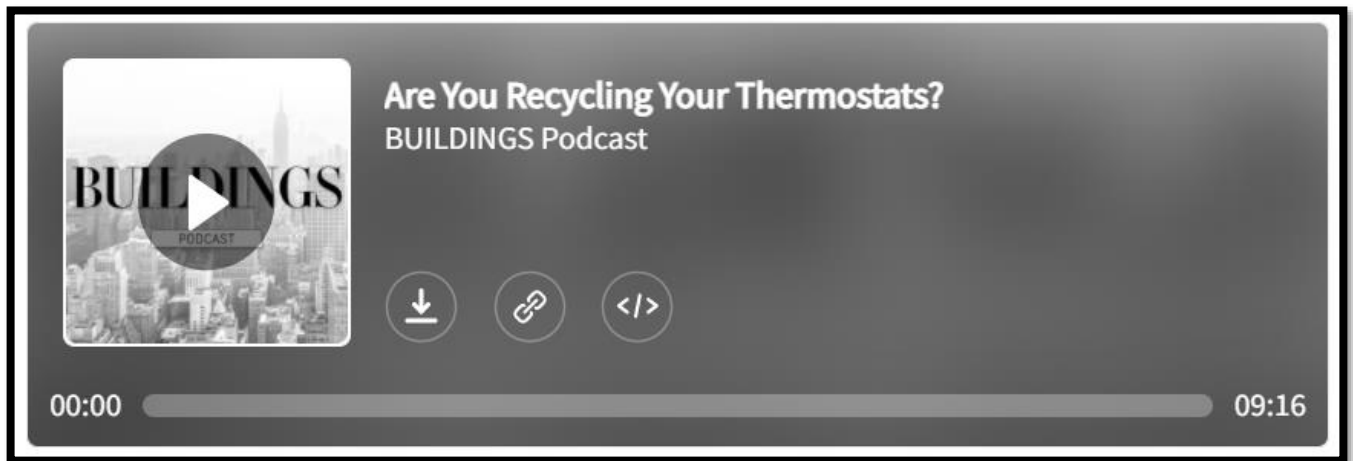 Are You Recycling Your Thermostats?
BUILDINGS Podcast
BUILDINGS
PODCAST
</>
00:00
09:16